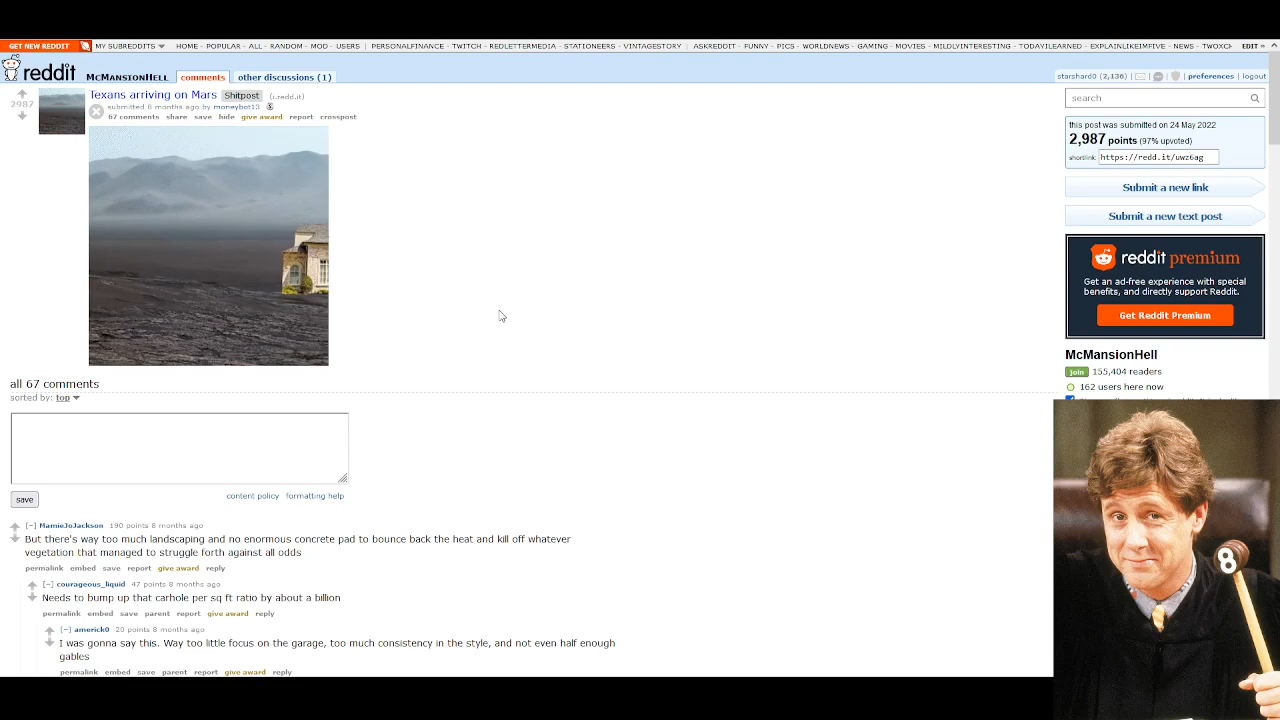 GET NEW REDDIT MY SUBREDDITS HOME - POPULAR - ALL - RANDOM - MOD - USERS | PERSONALFINANCE - TWITCH - REDLETTERMEDIA - STATIONEERS - VINTAGESTORY | ASKREDDIT - FUNNY - PICS - WORLDNEWS - GAMING - MOVIES - MILDLYINTERESTING - TODAYILEARNED - EXPLAINLIKEIMFIVE - NEWS - TWOXCH EDIT »
reddit McMANSIONHELL comments other discussions (1) starshard0 (2,136) | preferences | logout
2987
Texans arriving on Mars Shitpost (i.redd.it)
submitted 8 months ago by moneybot13
67 comments share save hide give award report crosspost
search
this post was submitted on 24 May 2022
2,987 points (97% upvoted)
shortlink: https://redd.it/uwz6ag
Submit a new link
Submit a new text post
reddit premium
Get an ad-free experience with special
benefits, and directly support Reddit.
Get Reddit Premium
McMansionHell
join 155,404 readers
162 users here now
all 67 comments
sorted by: top
save content policy formatting help
[−] MamieJoJackson 190 points 8 months ago
But there's way too much landscaping and no enormous concrete pad to bounce back the heat and kill off whatever
vegetation that managed to struggle forth against all odds
permalink embed save report give award reply
[−] courageous_liquid 47 points 8 months ago
Needs to bump up that carhole per sq ft ratio by about a billion
permalink embed save parent report give award reply
[−] americk0 20 points 8 months ago
I was gonna say this. Way too little focus on the garage, too much consistency in the style, and not even half enough
gables
permalink embed save parent report give award reply
8